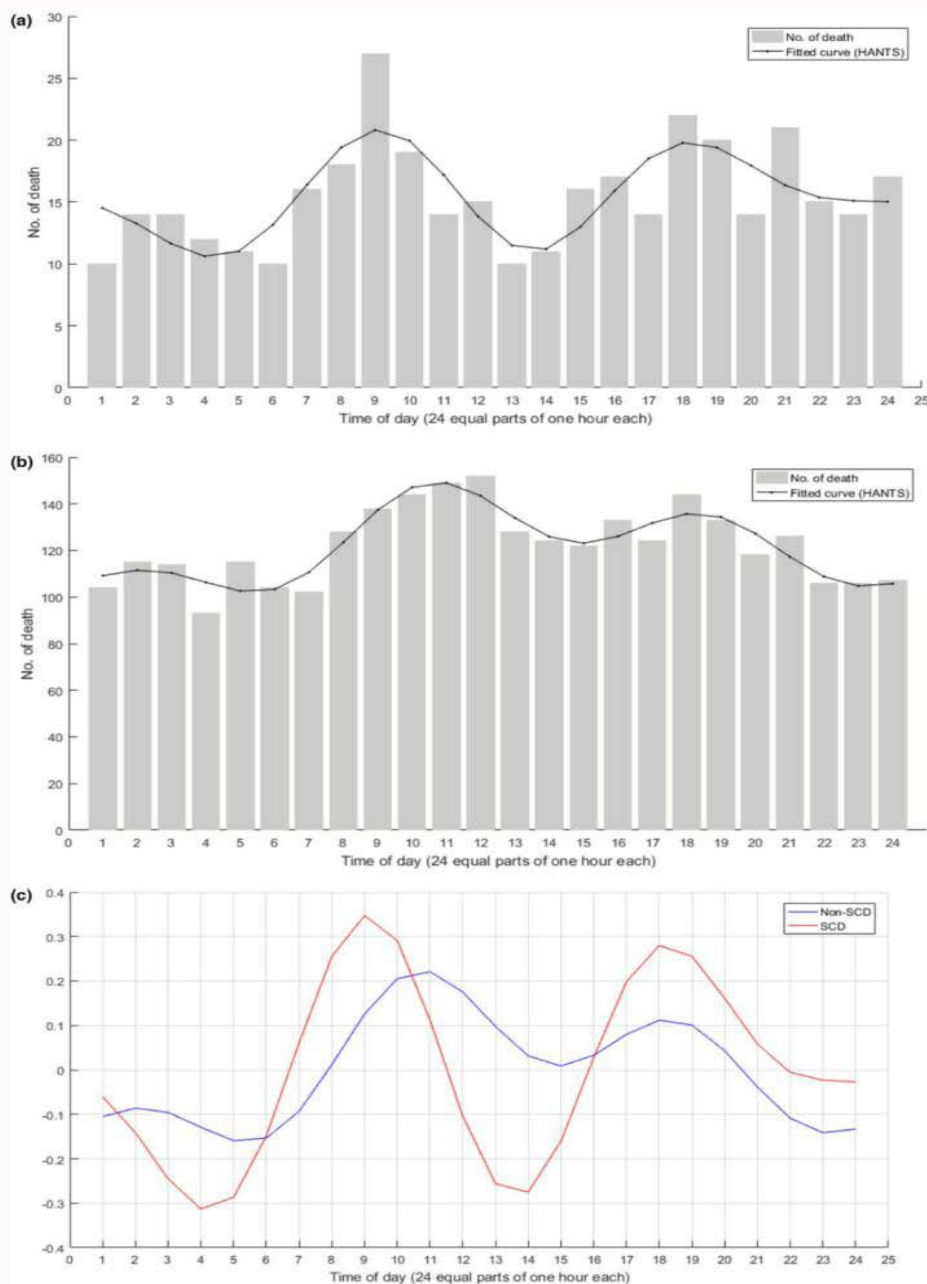 (a)
30
25
20
15
10
5
0
No. of death
No. of death
Fitted curve (HANTS)
0 1 2 3 4 5 6 7 8 9 10 11 12 13 14 15 16 17 18 19 20 21 22 23 24 25
Time of day (24 equal parts of one hour each)
(b)
160
140
120
100
80
60
40
20
0
No. of death
No. of death
Fitted curve (HANTS)
0 1 2 3 4 5 6 7 8 9 10 11 12 13 14 15 16 17 18 19 20 21 22 23 24
Time of day (24 equal parts of one hour each)
(c)
0.4
0.3
0.2
0.1
0
-0.1
-0.2
-0.3
-0.4
Non-SCD
SCD
0 1 2 3 4 5 6 7 8 9 10 11 12 13 14 15 16 17 18 19 20 21 22 23 24 25
Time of day (24 equal parts of one hour each)